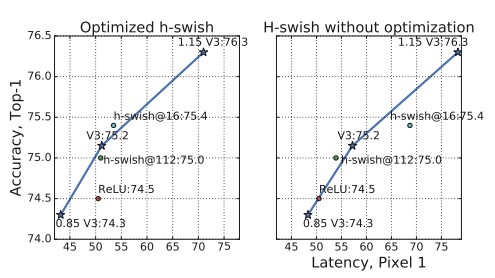 Optimized h-swish
H-swish without optimization
Accuracy, Top-1
76.5
76.0
75.5
75.0
74.5
74.0
1.15 V3:76.3
h-swish@16:75.4
V3:75.2
h-swish@112:75.0
ReLU:74.5
0.85 V3:74.3
45 50 55 60 65 70 75
1.15 V3:76.3
h-swish@16:75.4
V3:75.2
h-swish@112:75.0
ReLU:74.5
0.85 V3:74.3
45 50 55 60 65 70 75
Latency, Pixel 1